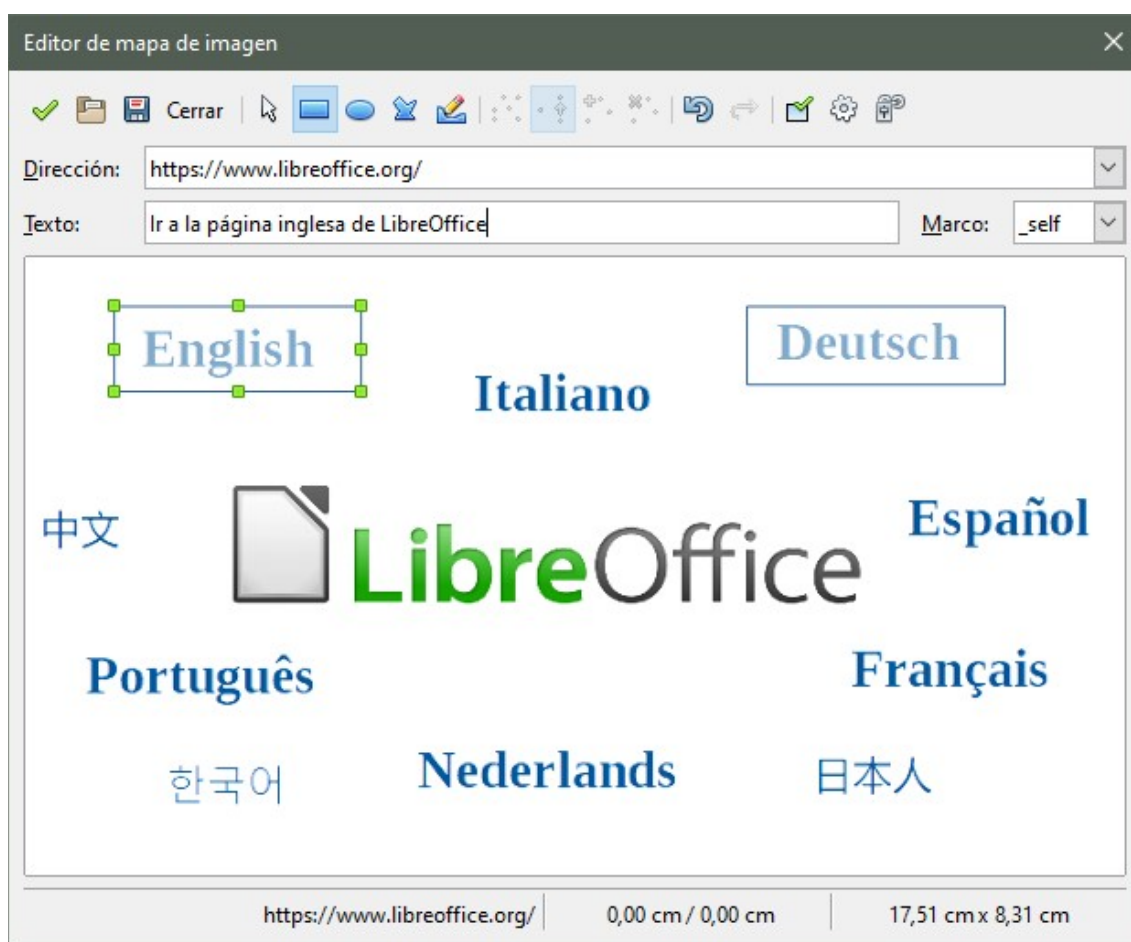 Editor de mapa de imagen
Cerrar
Dirección: https://www.libreoffice.org/
Texto: Ir a la página inglesa de LibreOffice Marco: _self
English
Deutsch
Italiano
中文
LibreOffice
Español
Português
Français
한국어
Nederlands
日本人
https://www.libreoffice.org/ 0,00 cm / 0,00 cm 17,51 cm x 8,31 cm